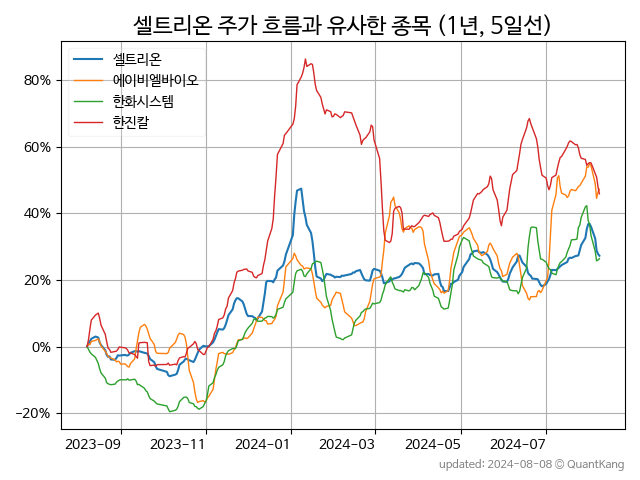 셀트리온 주가 흐름과 유사한 종목 (1년, 5일선)
셀트리온
에이비엘바이오
한화시스템
한진칼
80%
60%
40%
20%
0%
−20%
2023-09 2023-11 2024-01 2024-03 2024-05 2024-07
updated: 2024-08-08 © QuantKang